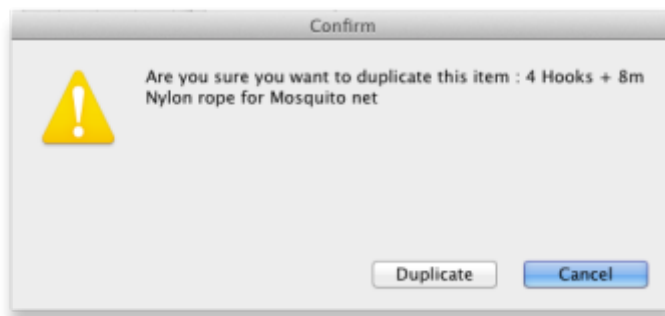 Confirm
Are you sure you want to duplicate this item : 4 Hooks + 8m
Nylon rope for Mosquito net
Duplicate
Cancel